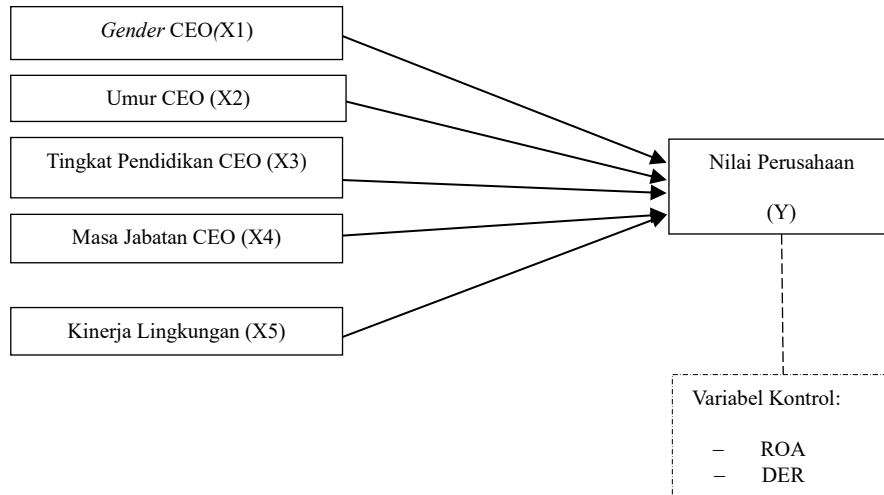 Gender CEO(X1)
Umur CEO (X2)
Tingkat Pendidikan CEO (X3)
Masa Jabatan CEO (X4)
Kinerja Lingkungan (X5)
Nilai Perusahaan
(Y)
Variabel Kontrol:
– ROA
– DER